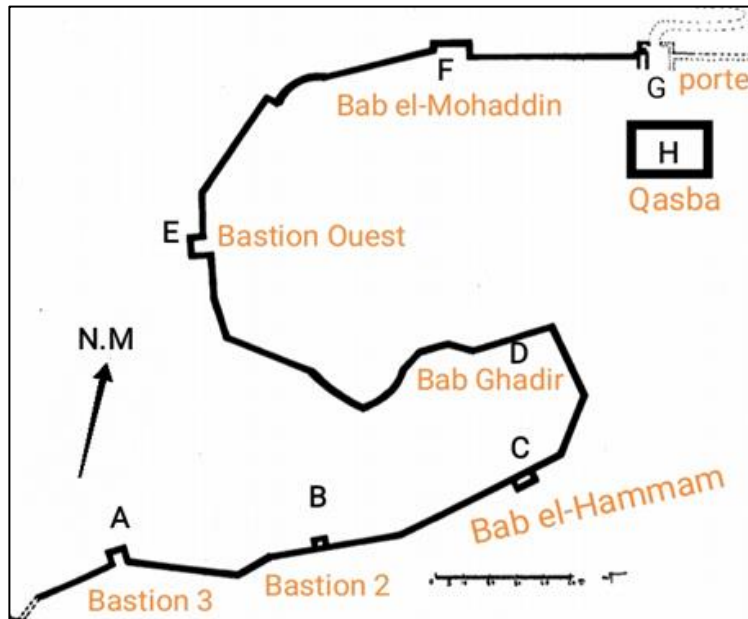 F
G
porte
Bab el-Mohaddin
H
Qasba
E
Bastion Ouest
N.M
D
Bab Ghadir
C
Bab el-Hammam
B
A
Bastion 2
Bastion 3